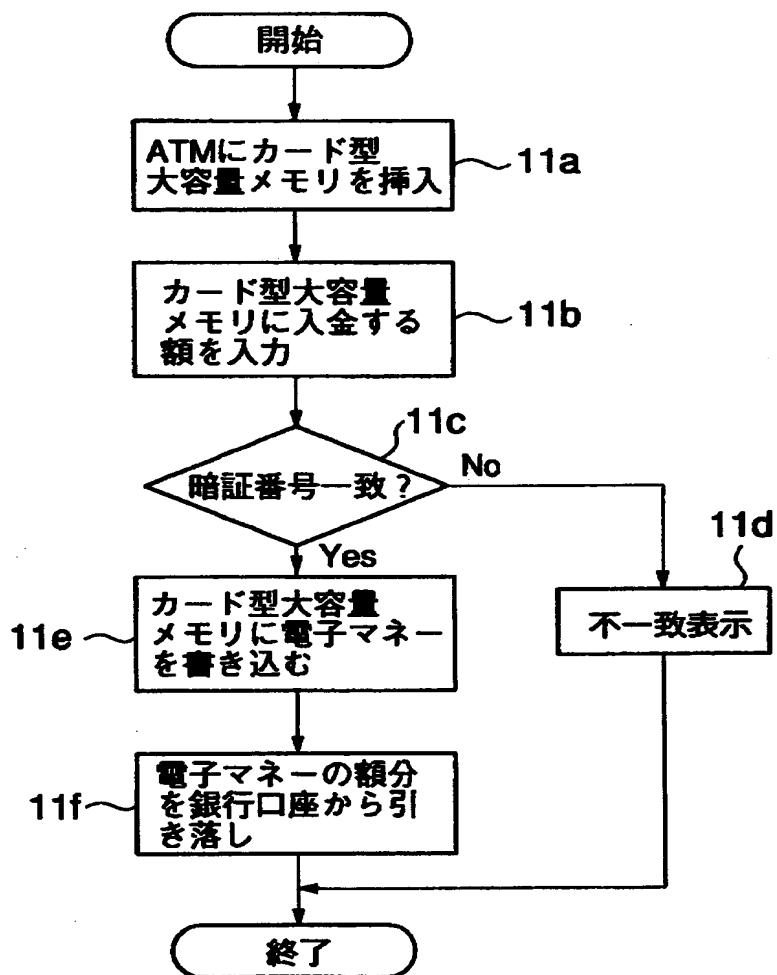 開始
ATMにカード型
大容量メモリを挿入
11a
カード型大容量
メモリに入金する
額を入力
11b
11c
暗証番号一致？
No
Yes
11d
不一致表示
カード型大容量
メモリに電子マネー
を書き込む
11e
電子マネーの額分
を銀行口座から引
き落し
11f
終了